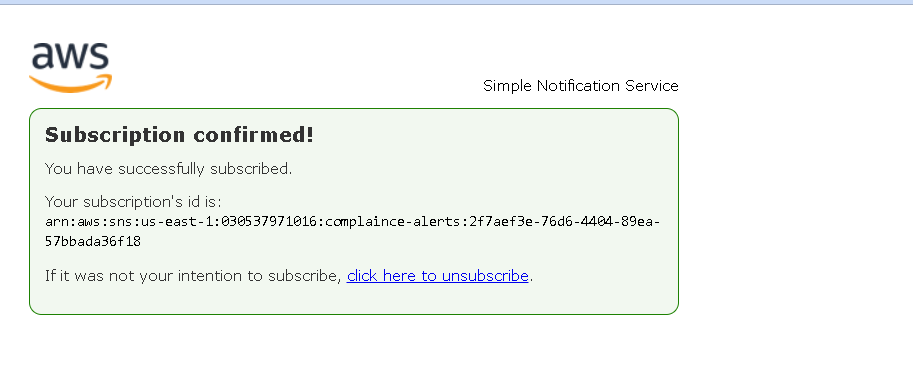 aws
Simple Notification Service
Subscription confirmed!
You have successfully subscribed.
Your subscription's id is:
arn:aws:sns:us-east-1:030537971016:complaince-alerts:2f7aef3e-76d6-4404-89ea-
57bbada36f18
If it was not your intention to subscribe, click here to unsubscribe.